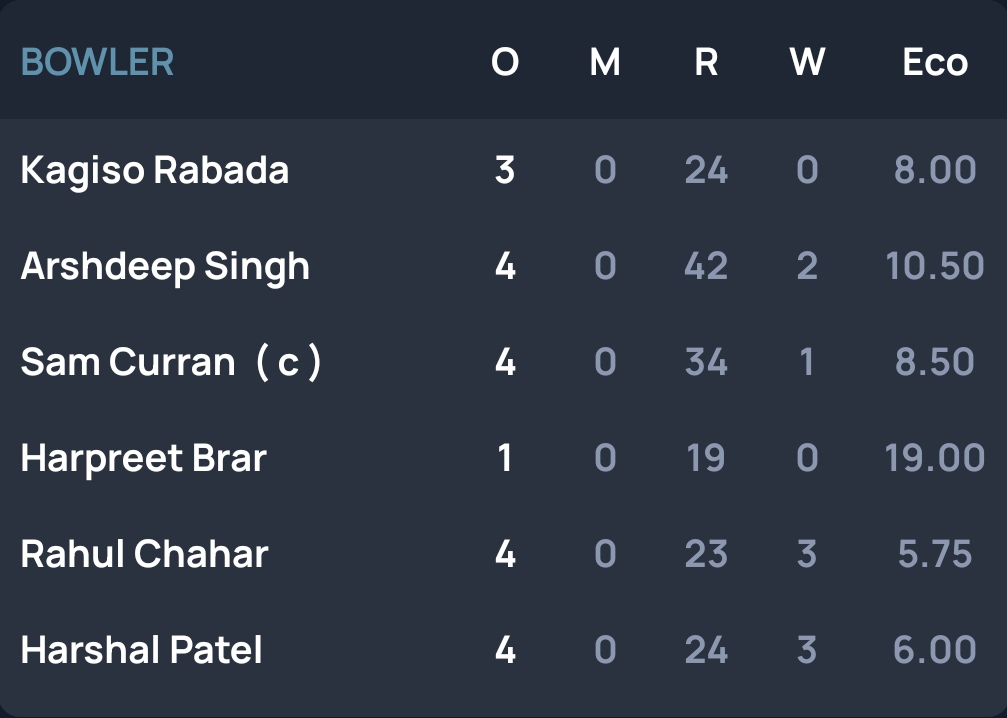 BOWLER O M R W Eco
Kagiso Rabada 3 0 24 0 8.00
Arshdeep Singh 4 0 42 2 10.50
Sam Curran ( c ) 4 0 34 1 8.50
Harpreet Brar 1 0 19 0 19.00
Rahul Chahar 4 0 23 3 5.75
Harshal Patel 4 0 24 3 6.00